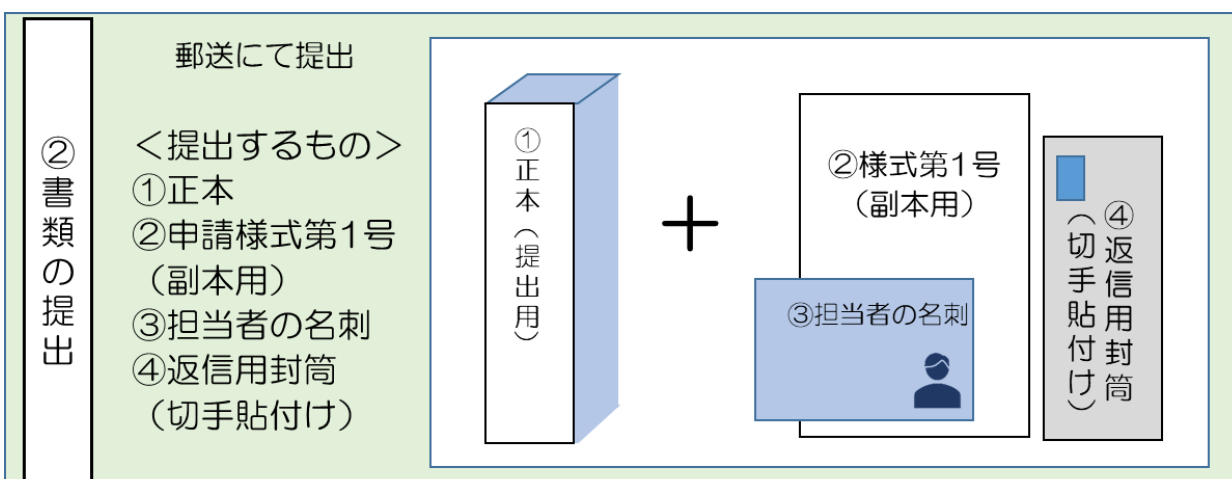 ②書類の提出
郵送にて提出
＜提出するもの＞
①正本
②申請様式第1号
（副本用）
③担当者の名刺
④返信用封筒
（切手貼付け）
①正本（提出用）
＋
②様式第1号
（副本用）
③担当者の名刺
④返信用封筒
（切手貼付け）